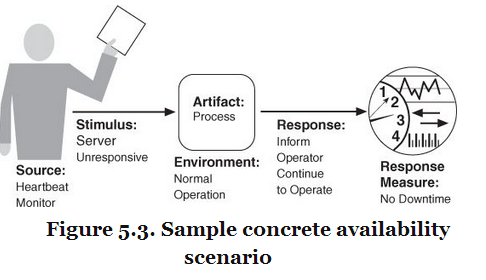 Source:
Heartbeat
Monitor
Stimulus:
Server
Unresponsive
Artifact:
Process
Environment:
Normal
Operation
Response:
Inform
Operator
Continue
to Operate
1
2
3
4
Response
Measure:
No Downtime
Figure 5.3. Sample concrete availability
scenario